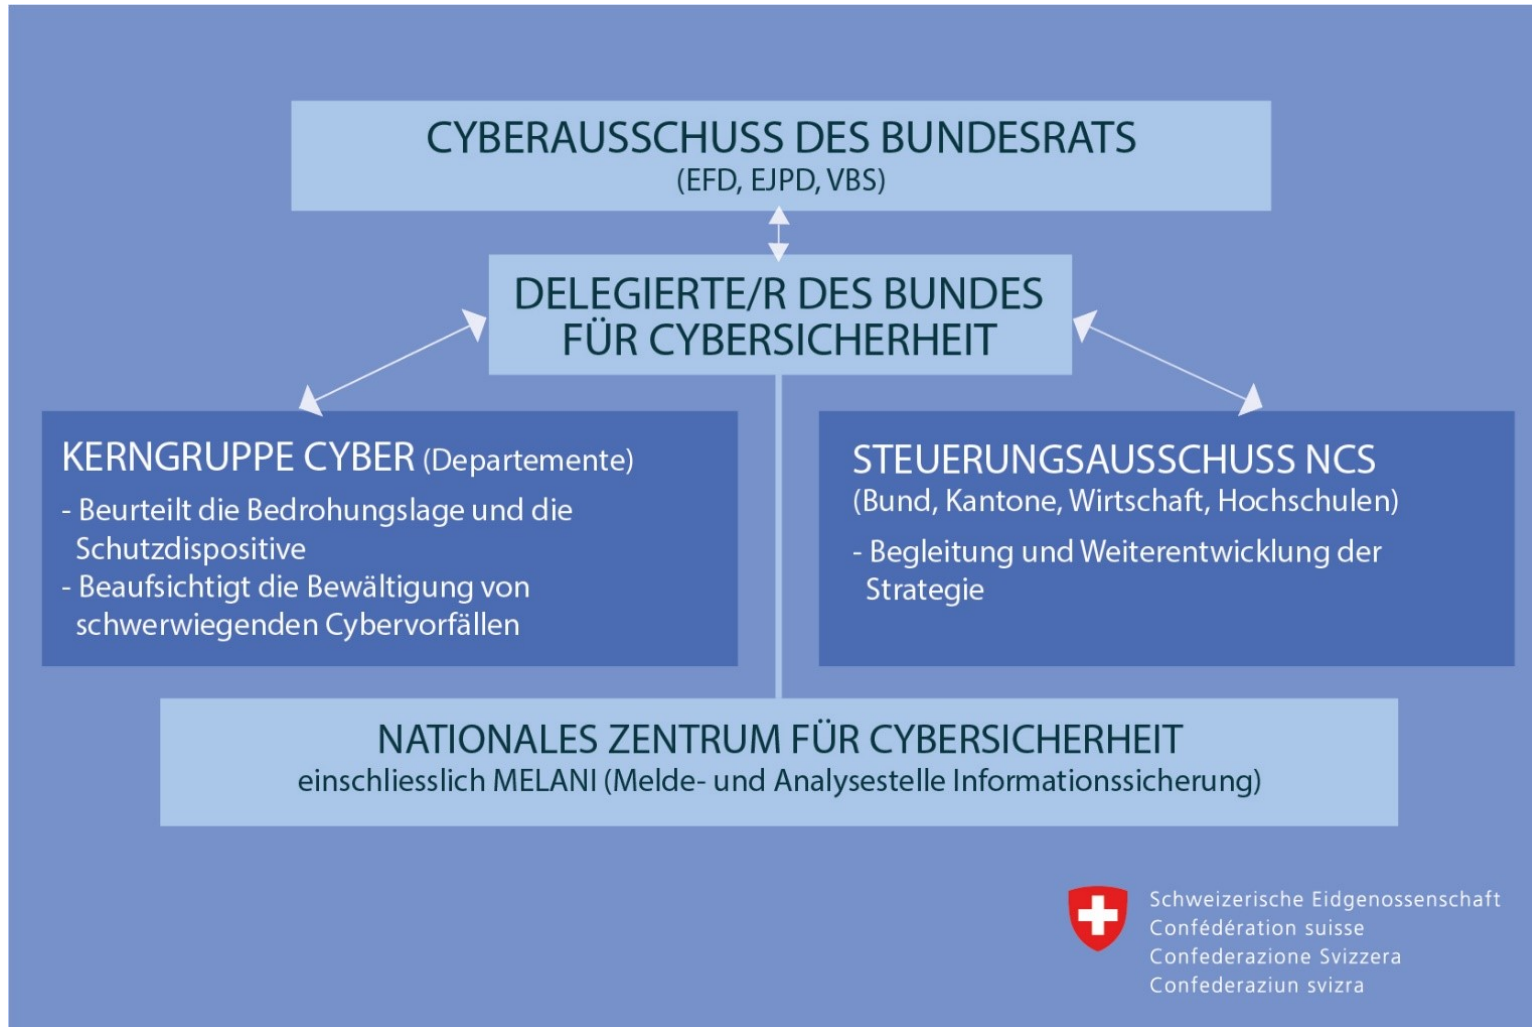 CYBERAUSSCHUSS DES BUNDESRATS
(EFD, EJPD, VBS)
DELEGIERTE/R DES BUNDES
FÜR CYBERSICHERHEIT
KERNGRUPPE CYBER (Departemente)
- Beurteilt die Bedrohungslage und die
Schutzdispositive
- Beaufsichtigt die Bewältigung von
schwerwiegenden Cybervorfällen
STEUERUNGSAUSSCHUSS NCS
(Bund, Kantone, Wirtschaft, Hochschulen)
- Begleitung und Weiterentwicklung der
Strategie
NATIONALES ZENTRUM FÜR CYBERSICHERHEIT
einschliesslich MELANI (Melde- und Analysestelle Informationssicherung)
Schweizerische Eidgenossenschaft
Confédération suisse
Confederazione Svizzera
Confederaziun svizra